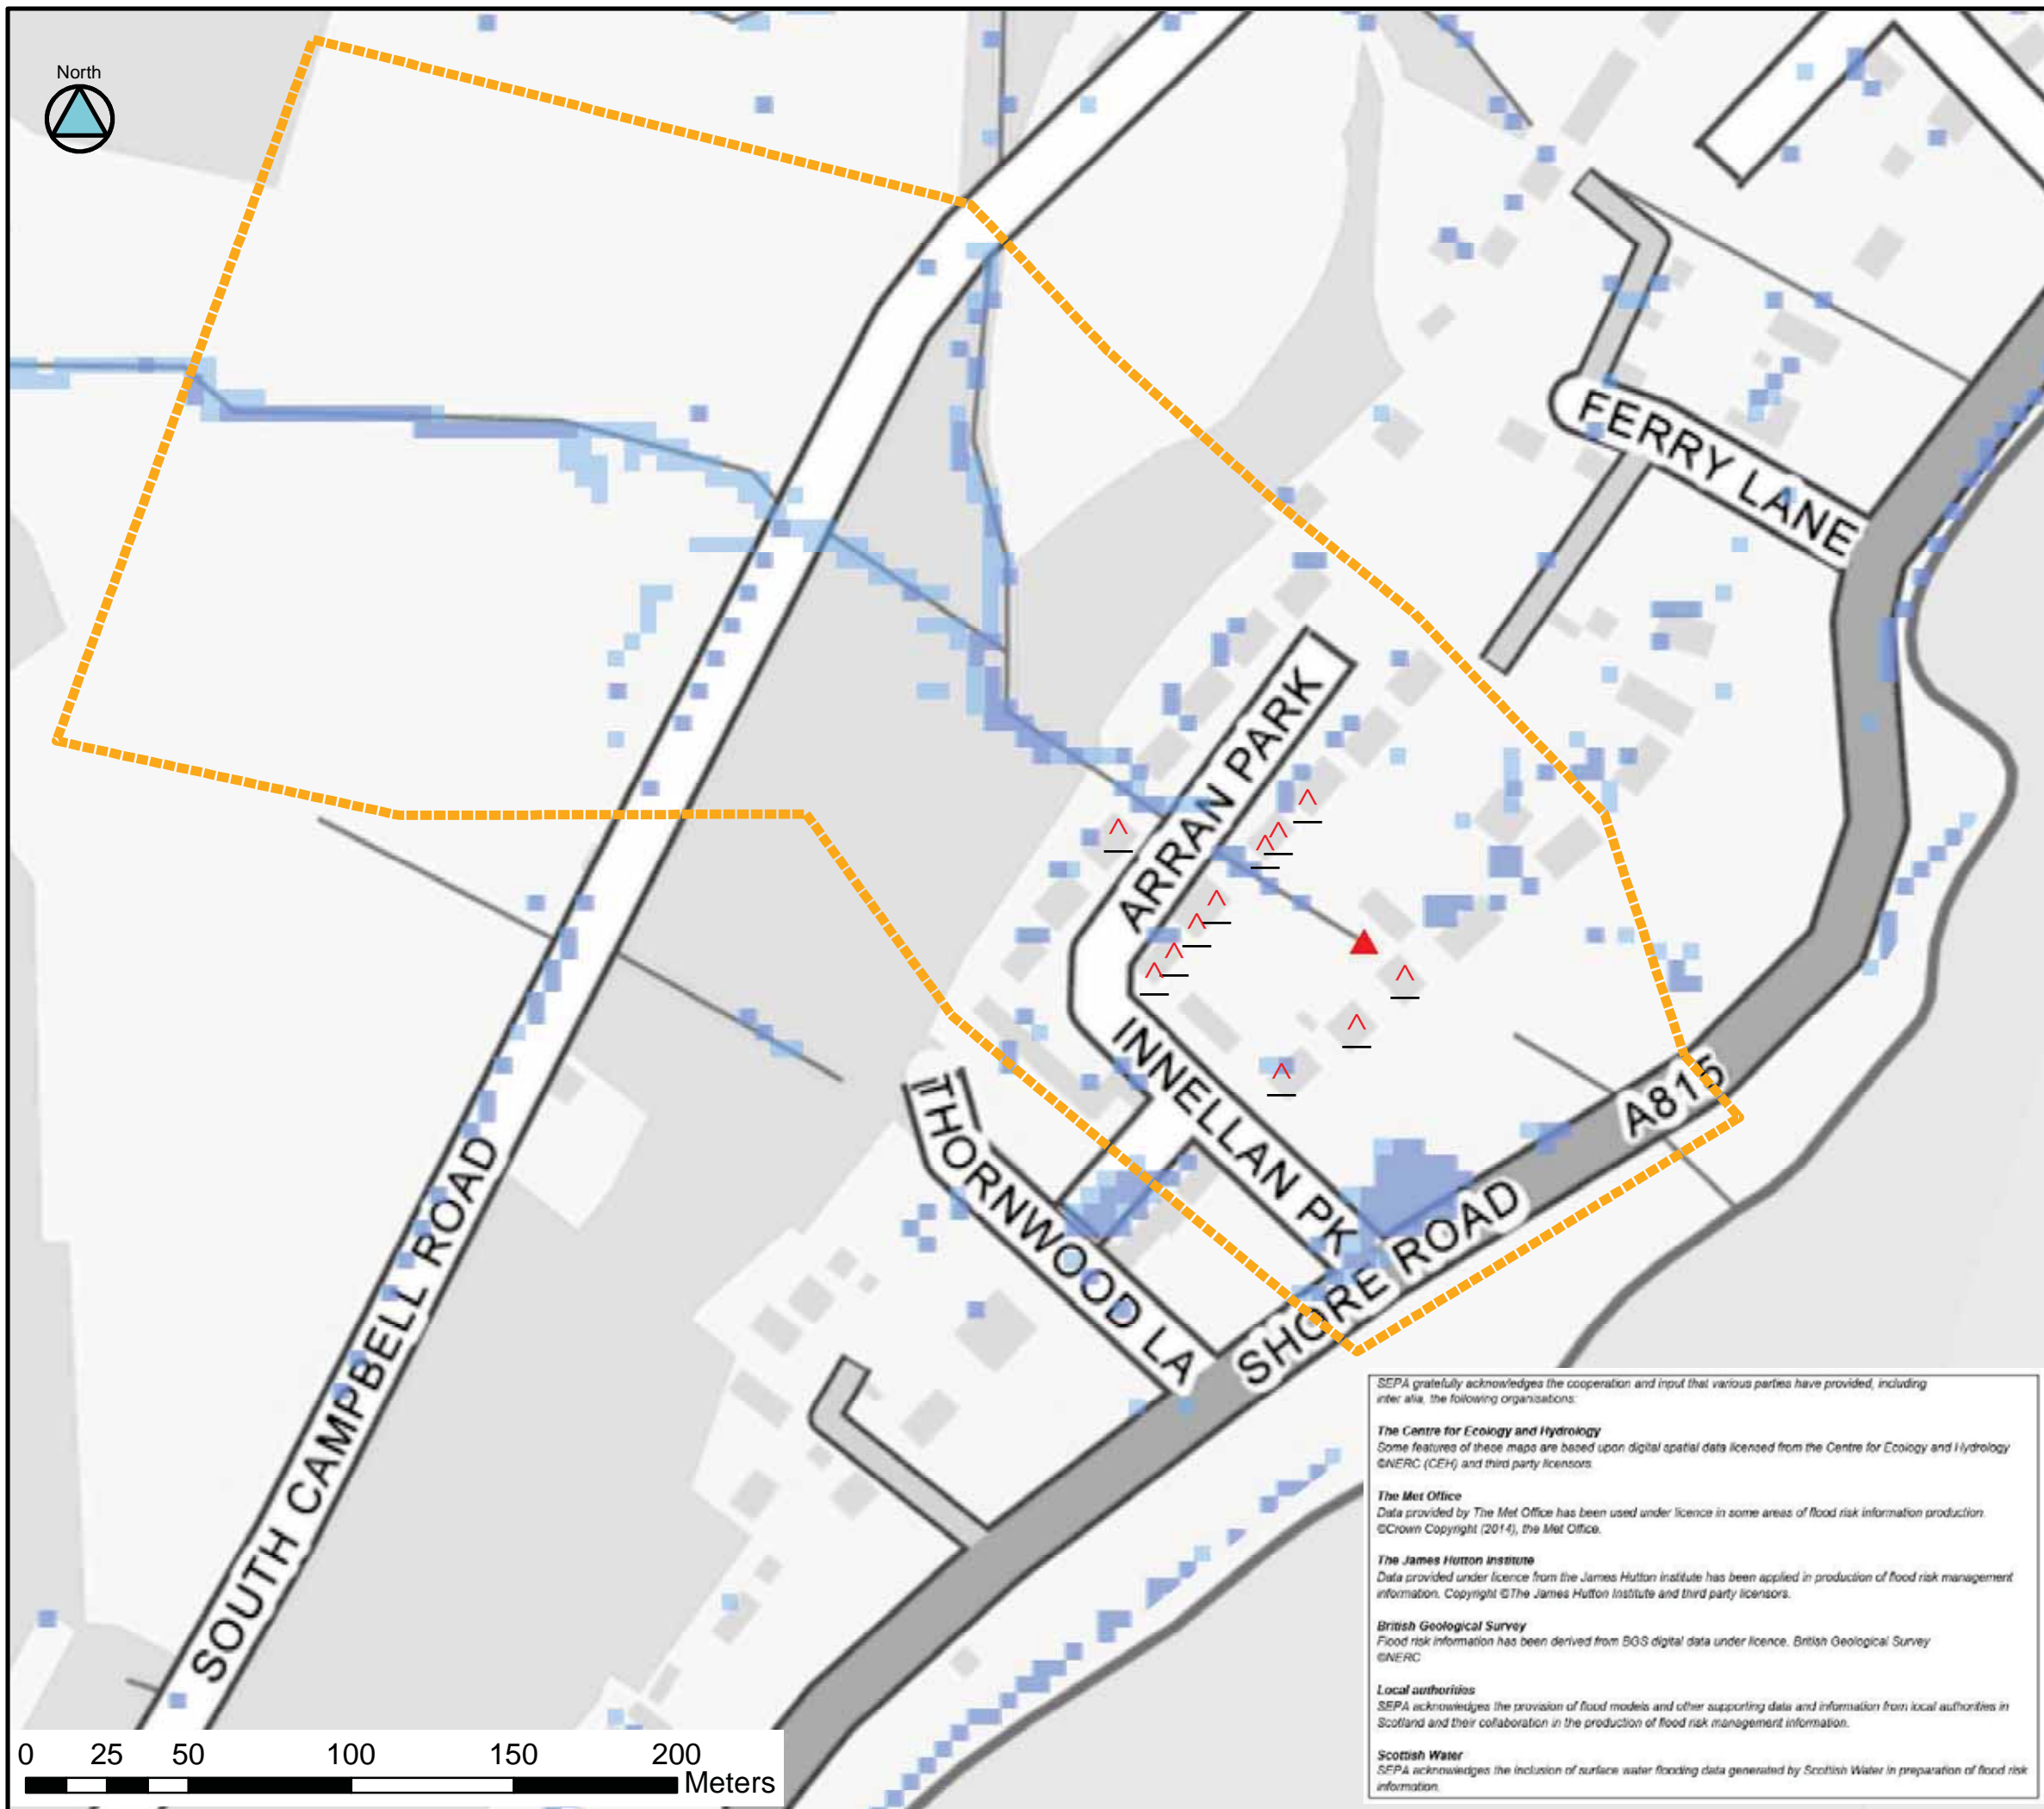 North
FERRY LANE
ARRAN PARK
INNELLAN PK
A815
THORNWOOD LA
SHORE ROAD
SOUTH CAMPBELL ROAD
0 25 50 100 150 200
Meters
SEPA gratefully acknowledges the cooperation and input that various parties have provided, including
inter alia, the following organisations:
The Centre for Ecology and Hydrology
Some features of these maps are based upon digital spatial data licensed from the Centre for Ecology and Hydrology
©NERC (CEH) and third party licensors.
The Met Office
Data provided by The Met Office has been used under licence in some areas of flood risk information production.
©Crown Copyright (2014), the Met Office.
The James Hutton Institute
Data provided under licence from the James Hutton institute has been applied in production of flood risk management
information. Copyright ©The James Hutton Institute and third party licensors.
British Geological Survey
Flood risk information has been derived from BGS digital data under licence. British Geological Survey
©NERC
Local authorities
SEPA acknowledges the provision of flood models and other supporting data and information from local authorities in
Scotland and their collaboration in the production of flood risk management information.
Scottish Water
SEPA acknowledges the inclusion of surface water flooding data generated by Scottish Water in preparation of flood risk
information.